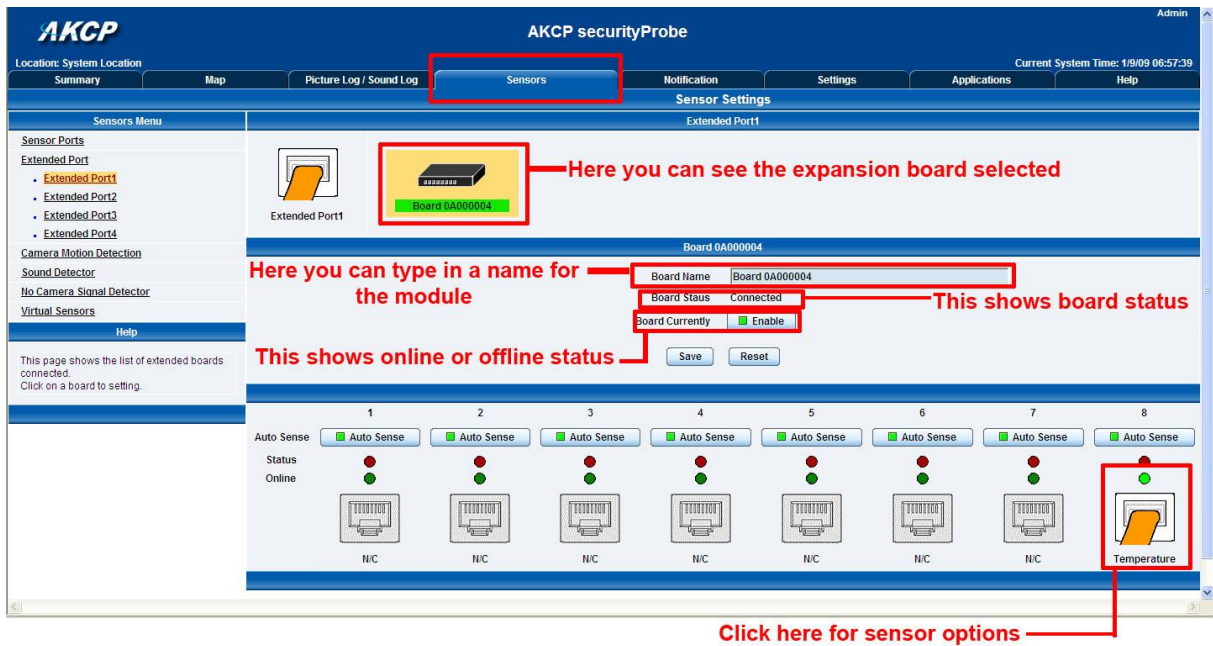 Admin
AKCP
AKCP securityProbe
Location: System Location
Current System Time: 1/9/09 06:57:39
Summary Map Picture Log / Sound Log Sensors Notification Settings Applications Help
Sensor Settings
Sensors Menu
Extended Port1
Sensor Ports
Extended Port
Extended Port1
Extended Port2
Extended Port3
Extended Port4
Camera Motion Detection
Sound Detector
No Camera Signal Detector
Virtual Sensors
Help
This page shows the list of extended boards
connected.
Click on a board to setting.
Extended Port1
Board 0A000004
Here you can see the expansion board selected
Board 0A000004
Here you can type in a name for
the module
Board Name Board 0A000004
Board Staus Connected
This shows board status
Board Currently Enable
This shows online or offline status
Save Reset
1 2 3 4 5 6 7 8
Auto Sense Auto Sense Auto Sense Auto Sense Auto Sense Auto Sense Auto Sense Auto Sense Auto Sense
Status
Online
N/C N/C N/C N/C N/C N/C N/C Temperature
Click here for sensor options